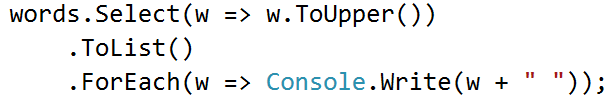 words.Select(w => w.ToUpper())
    .ToList()
    .ForEach(w => Console.Write(w + " "));